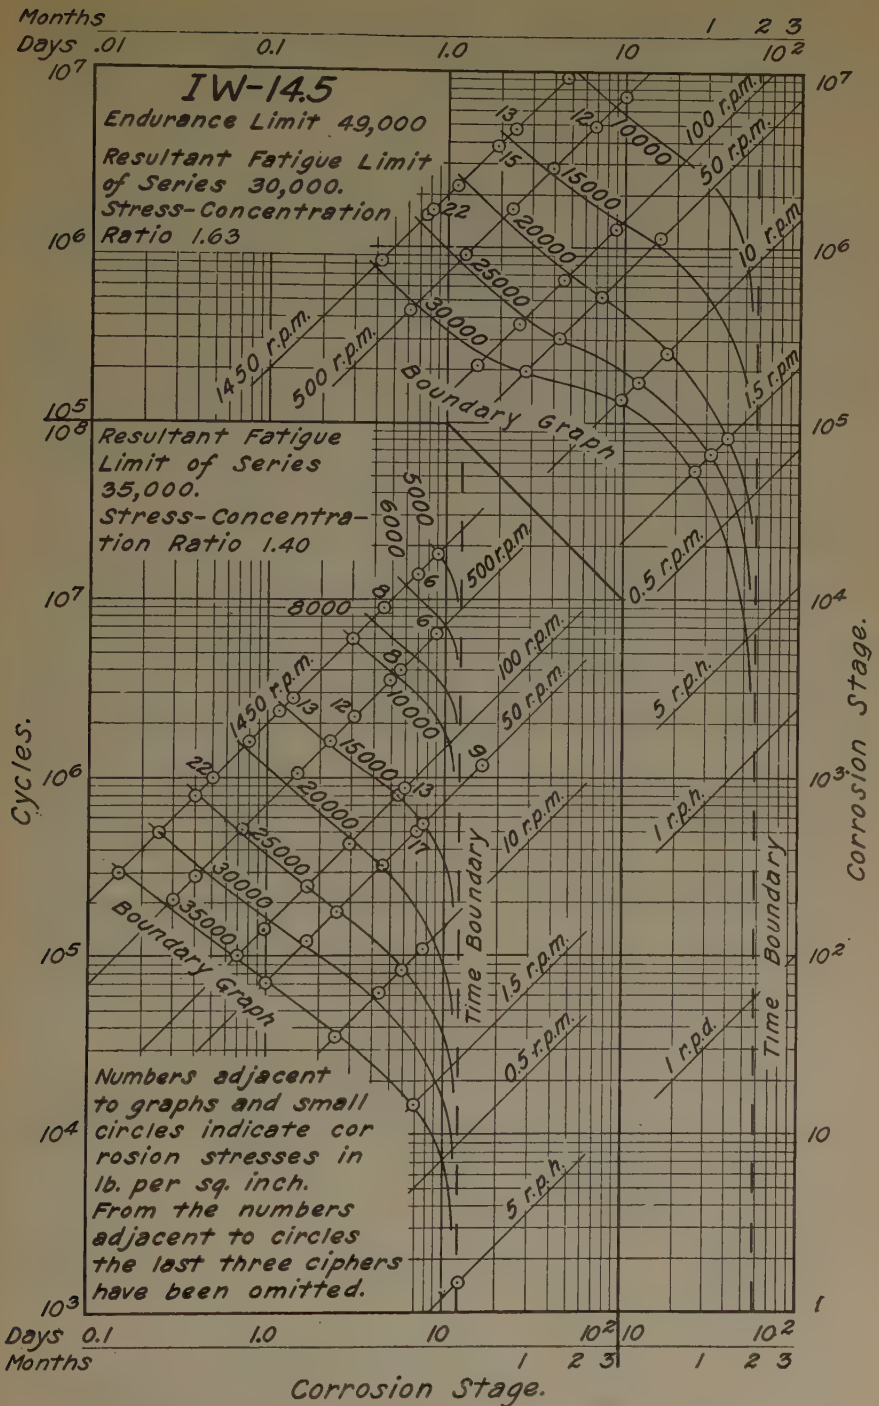 Months 1 2 3
Days .01 0.1 1.0 10 10²
10⁷ 10⁷
IW-14.5
Endurance Limit 49,000
Resultant Fatigue Limit
of Series 30,000.
Stress-Concentration
Ratio 1.63
13 12 10000 100 r.p.m.
15 15000 50 r.p.m.
22 20000 10 r.p.m.
10⁶ 10⁶
25000
30000
1450 r.p.m. 500 r.p.m. 1.5 r.p.m.
Boundary Graph
10⁵ 10⁵
10⁸
Resultant Fatigue
Limit of Series
35,000.
Stress-Concentra-
tion Ratio 1.40
5000
6000
500 r.p.m. 0.5 r.p.m.
8 6
10⁷ 8000 10⁴
6
8 100 r.p.m.
1450 r.p.m. 10000 5 r.p.h.
13 12 50 r.p.m.
15000 9
22 13
10⁶ 10³
20000 10 r.p.m. 1 r.p.h.
25000 17
30000
35000
Cycles.
Corrosion Stage.
Boundary Graph
Time Boundary
Time Boundary
10⁵ 10²
1.5 r.p.m.
0.5 r.p.m. 1 r.p.d.
Numbers adjacent
to graphs and small
circles indicate cor
rosion stresses in
lb. per sq. inch.
From the numbers
adjacent to circles
the last three ciphers
have been omitted.
10⁴ 10
5 r.p.h.
10³ 1
Days 0.1 1.0 10 10² 10 10²
Months 1 2 3 1 2 3
Corrosion Stage.